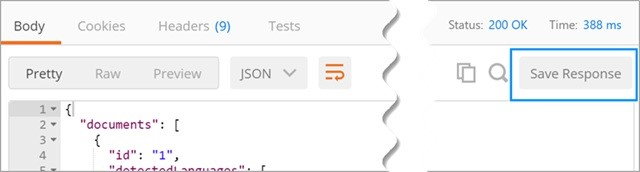 Body Cookies Headers (9) Tests Status: 200 OK Time: 388 ms
Pretty Raw Preview JSON Save Response
1 {
2 "documents": [
3 {
4 "id": "1",
5 "detectedLanguages": [